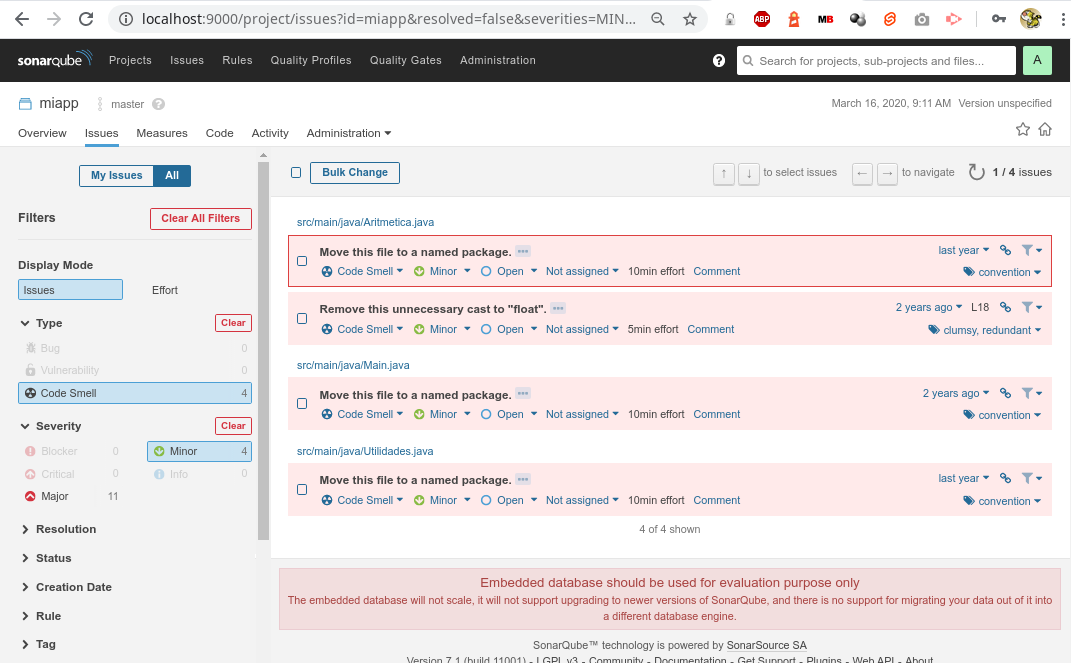 localhost:9000/project/issues?id=miapp&resolved=false&severities=MIN...
ABP
MB
sonarqube
Projects Issues Rules Quality Profiles Quality Gates Administration
? Search for projects, sub-projects and files... A
miapp master ?
March 16, 2020, 9:11 AM Version unspecified
Overview Issues Measures Code Activity Administration
My Issues All
Bulk Change
↑ ↓ to select issues ← → to navigate 1 / 4 issues
Filters Clear All Filters
Display Mode
Issues Effort
Type Clear
Bug 0
Vulnerability 0
Code Smell 4
Severity Clear
Blocker 0 Minor 4
Critical 0 Info 0
Major 11
Resolution
Status
Creation Date
Rule
Tag
src/main/java/Aritmetica.java
Move this file to a named package. last year
Code Smell Minor Open Not assigned 10min effort Comment convention
Remove this unnecessary cast to "float". 2 years ago L18
Code Smell Minor Open Not assigned 5min effort Comment clumsy, redundant
src/main/java/Main.java
Move this file to a named package. 2 years ago
Code Smell Minor Open Not assigned 10min effort Comment convention
src/main/java/Utilidades.java
Move this file to a named package. last year
Code Smell Minor Open Not assigned 10min effort Comment convention
4 of 4 shown
Embedded database should be used for evaluation purpose only
The embedded database will not scale, it will not support upgrading to newer versions of SonarQube, and there is no support for migrating your data out of it into
a different database engine.
SonarQube™ technology is powered by SonarSource SA
Version 7.1 (build 11001) - LGPL v3 - Community - Documentation - Get Support - Plugins - Web API - About